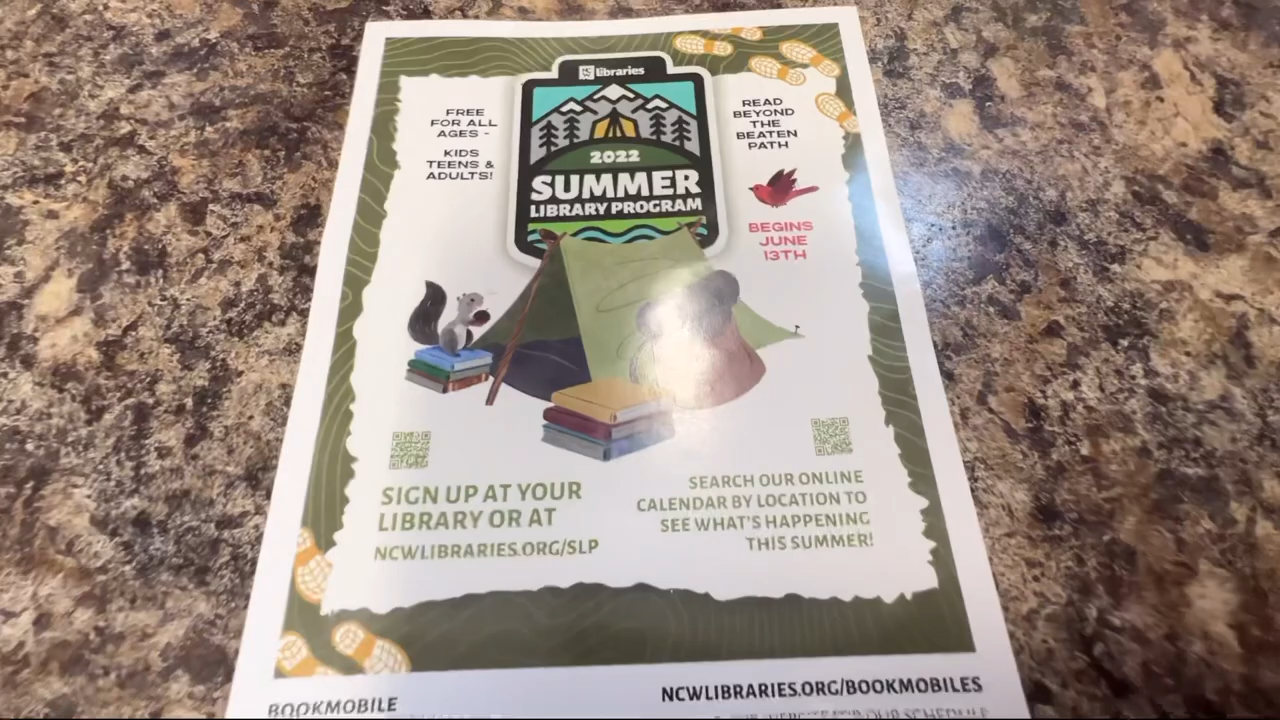 Libraries
FREE
FOR ALL
AGES -
KIDS
TEENS &
ADULTS!
2022
SUMMER
LIBRARY PROGRAM
READ
BEYOND
THE
BEATEN
PATH
BEGINS
JUNE
13TH
SIGN UP AT YOUR
LIBRARY OR AT
NCWLIBRARIES.ORG/SLP
SEARCH OUR ONLINE
CALENDAR BY LOCATION TO
SEE WHAT'S HAPPENING
THIS SUMMER!
BOOKMOBILE
NCWLIBRARIES.ORG/BOOKMOBILES